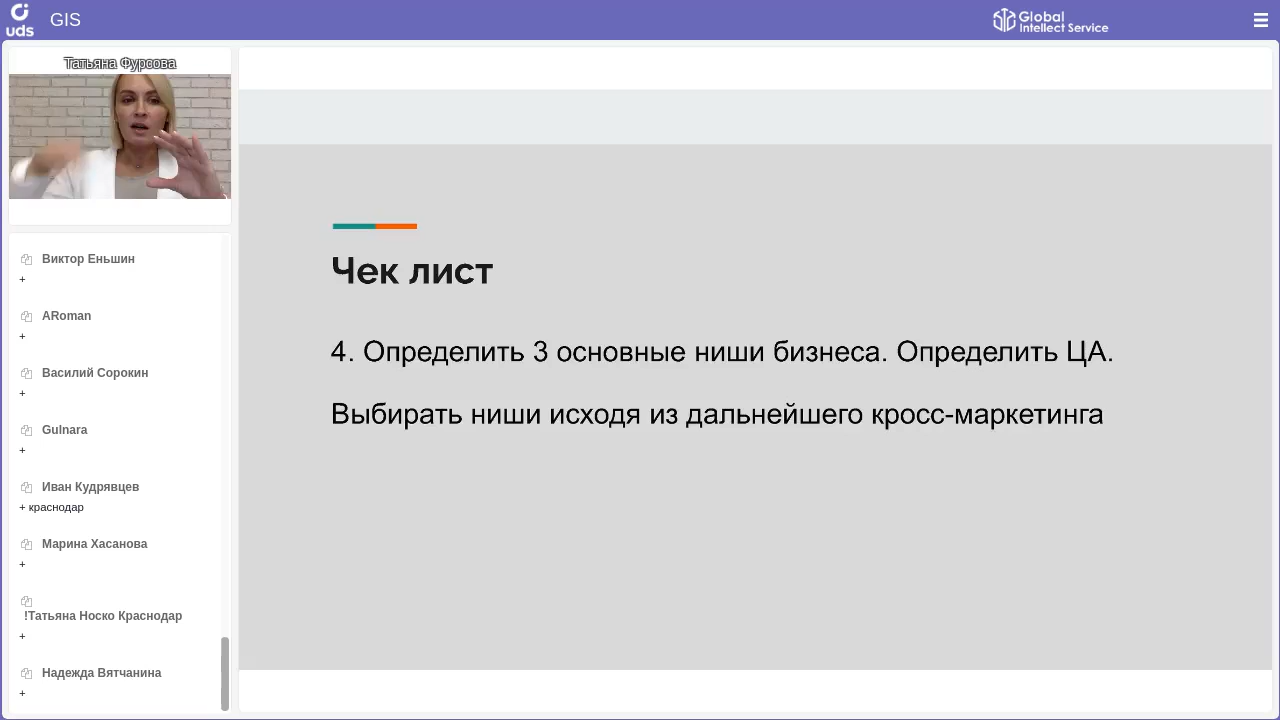 uds
GIS
Global
Intellect Service
Татьяна Фурсова
Виктор Еньшин
+
ARoman
+
Василий Сорокин
+
Gulnara
+
Иван Кудрявцев
+ краснодар
Марина Хасанова
+
!Татьяна Носко Краснодар
+
Надежда Вятчанина
+
Чек лист
4. Определить 3 основные ниши бизнеса. Определить ЦА.
Выбирать ниши исходя из дальнейшего кросс-маркетинга